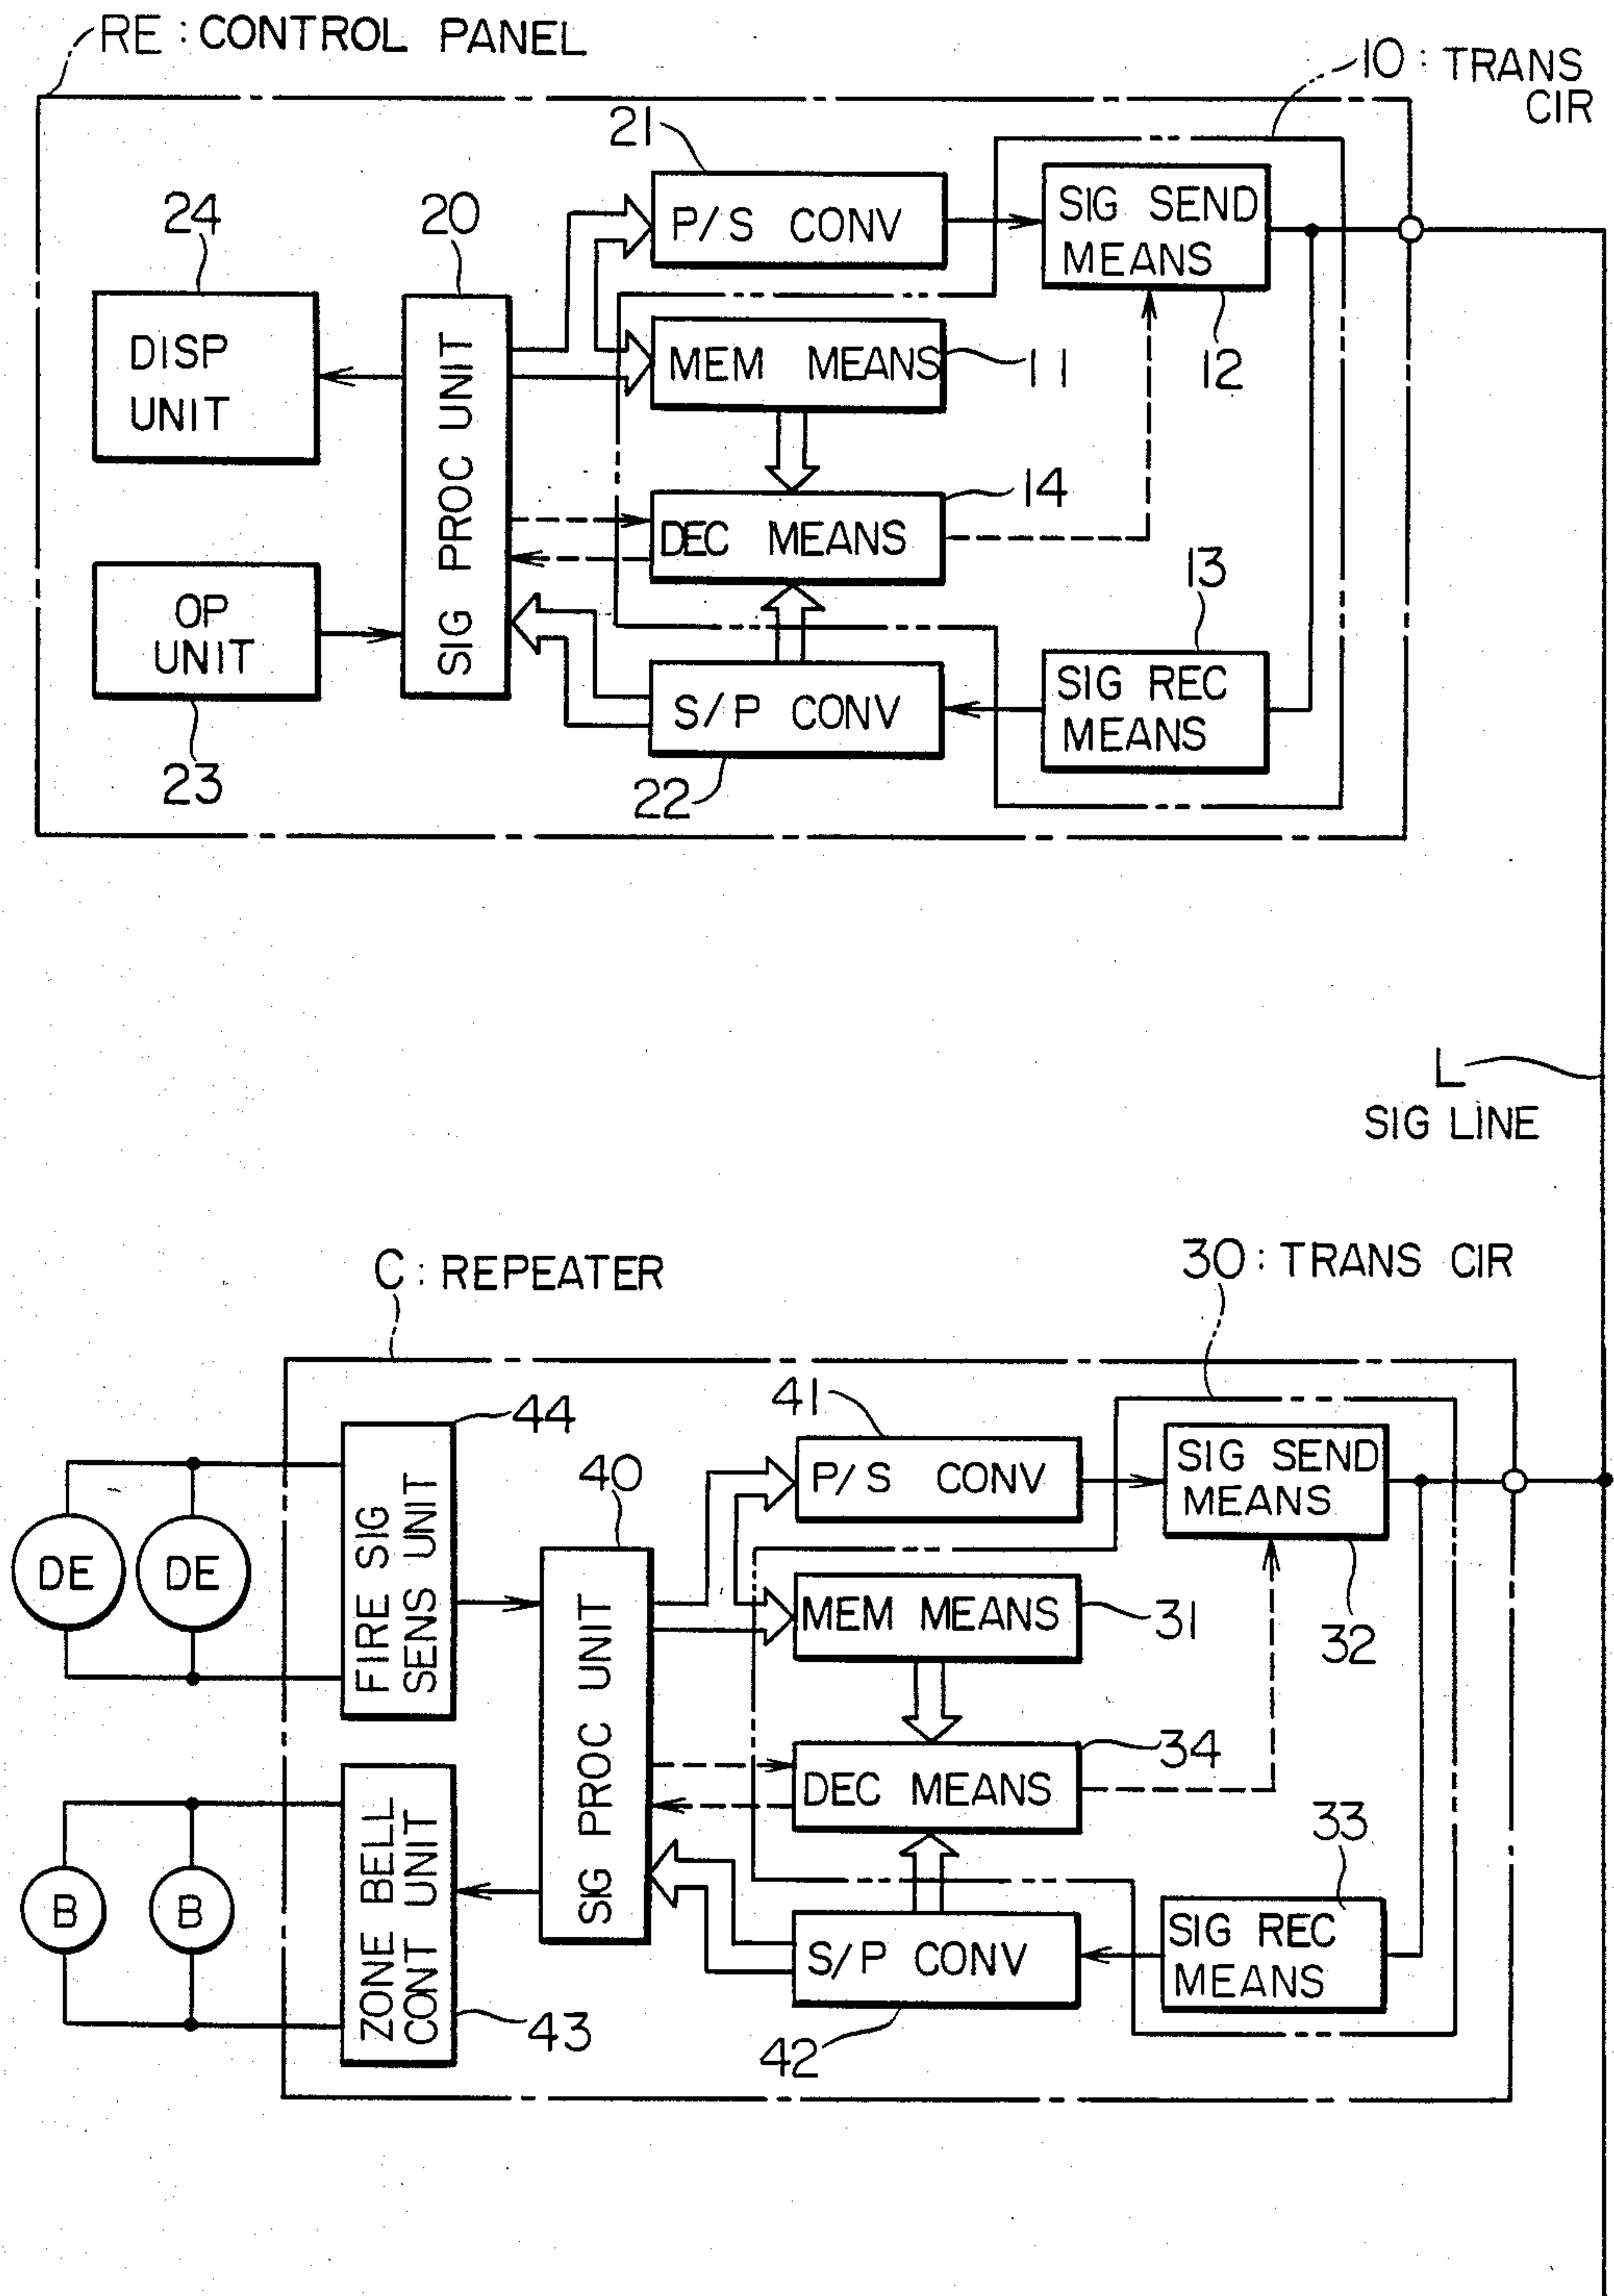 RE : CONTROL PANEL
10 : TRANS
CIR
21
24
20
P/S CONV
SIG SEND
MEANS
DISP
UNIT
SIG PROC UNIT
MEM MEANS
11
12
DEC MEANS
14
OP
UNIT
13
S/P CONV
SIG REC
MEANS
23
22
L
SIG LINE
C : REPEATER
30 : TRANS CIR
41
44
40
P/S CONV
SIG SEND
MEANS
DE
DE
FIRE SIG
SENS UNIT
SIG PROC UNIT
MEM MEANS
31
32
DEC MEANS
34
33
B
B
ZONE BELL
CONT UNIT
S/P CONV
SIG REC
MEANS
43
42